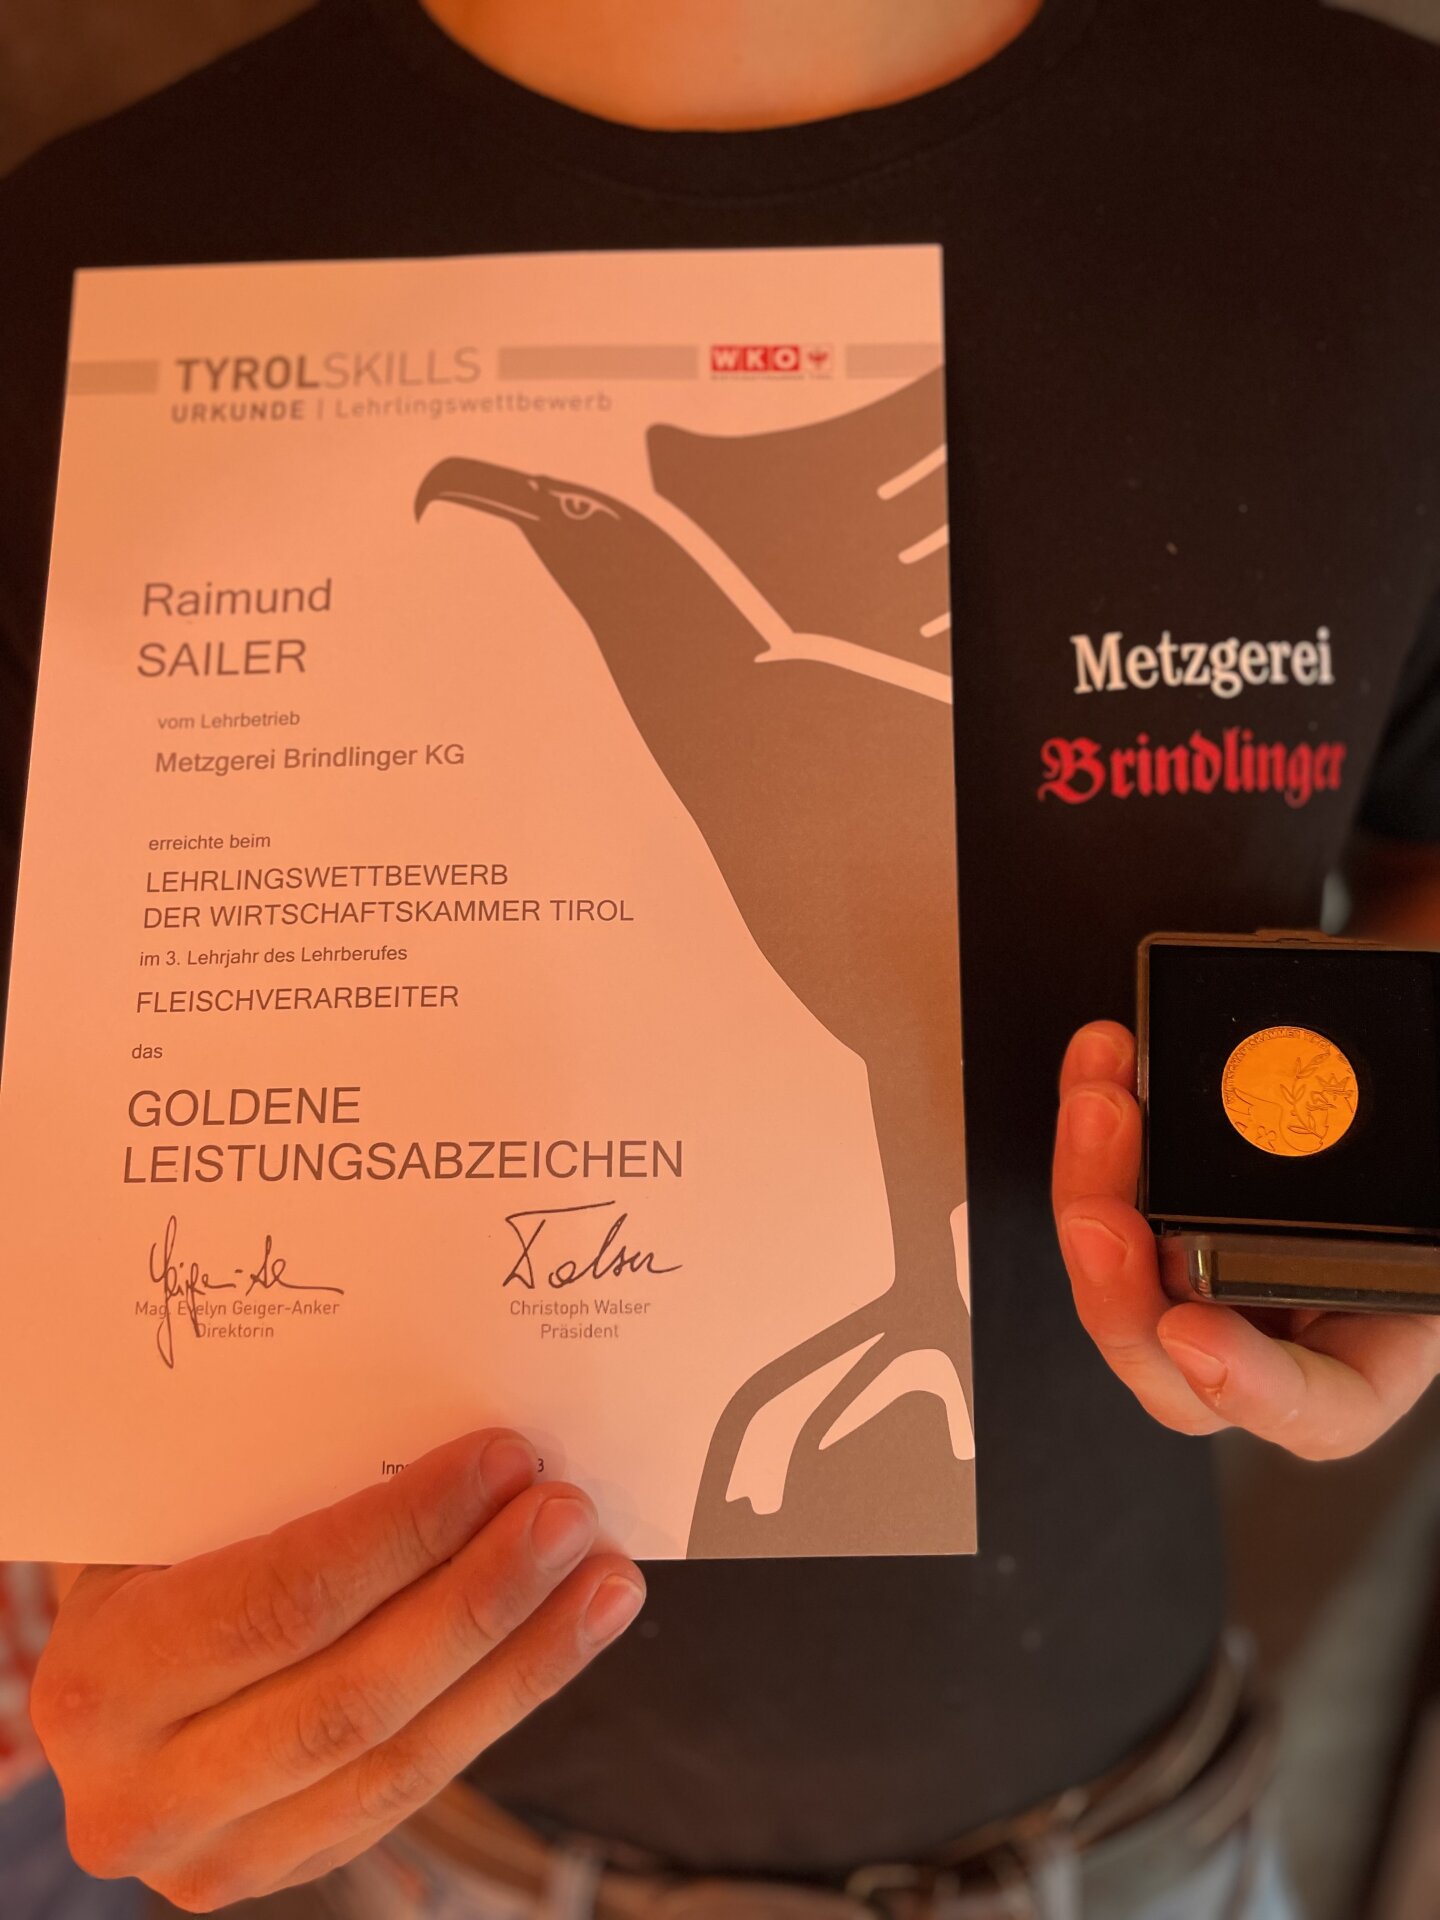 TYROLSKILLS
URKUNDE | Lehrlingswettbewerb
WKO
Raimund
SAILER
vom Lehrbetrieb
Metzgerei Brindlinger KG
erreichte beim
LEHRLINGSWETTBEWERB
DER WIRTSCHAFTSKAMMER TIROL
im 3. Lehrjahr des Lehrberufes
FLEISCHVERARBEITER
das
GOLDENE
LEISTUNGSABZEICHEN
Mag. Evelyn Geiger-Anker
Direktorin
Christoph Walser
Präsident
Metzgerei
Brindlinger